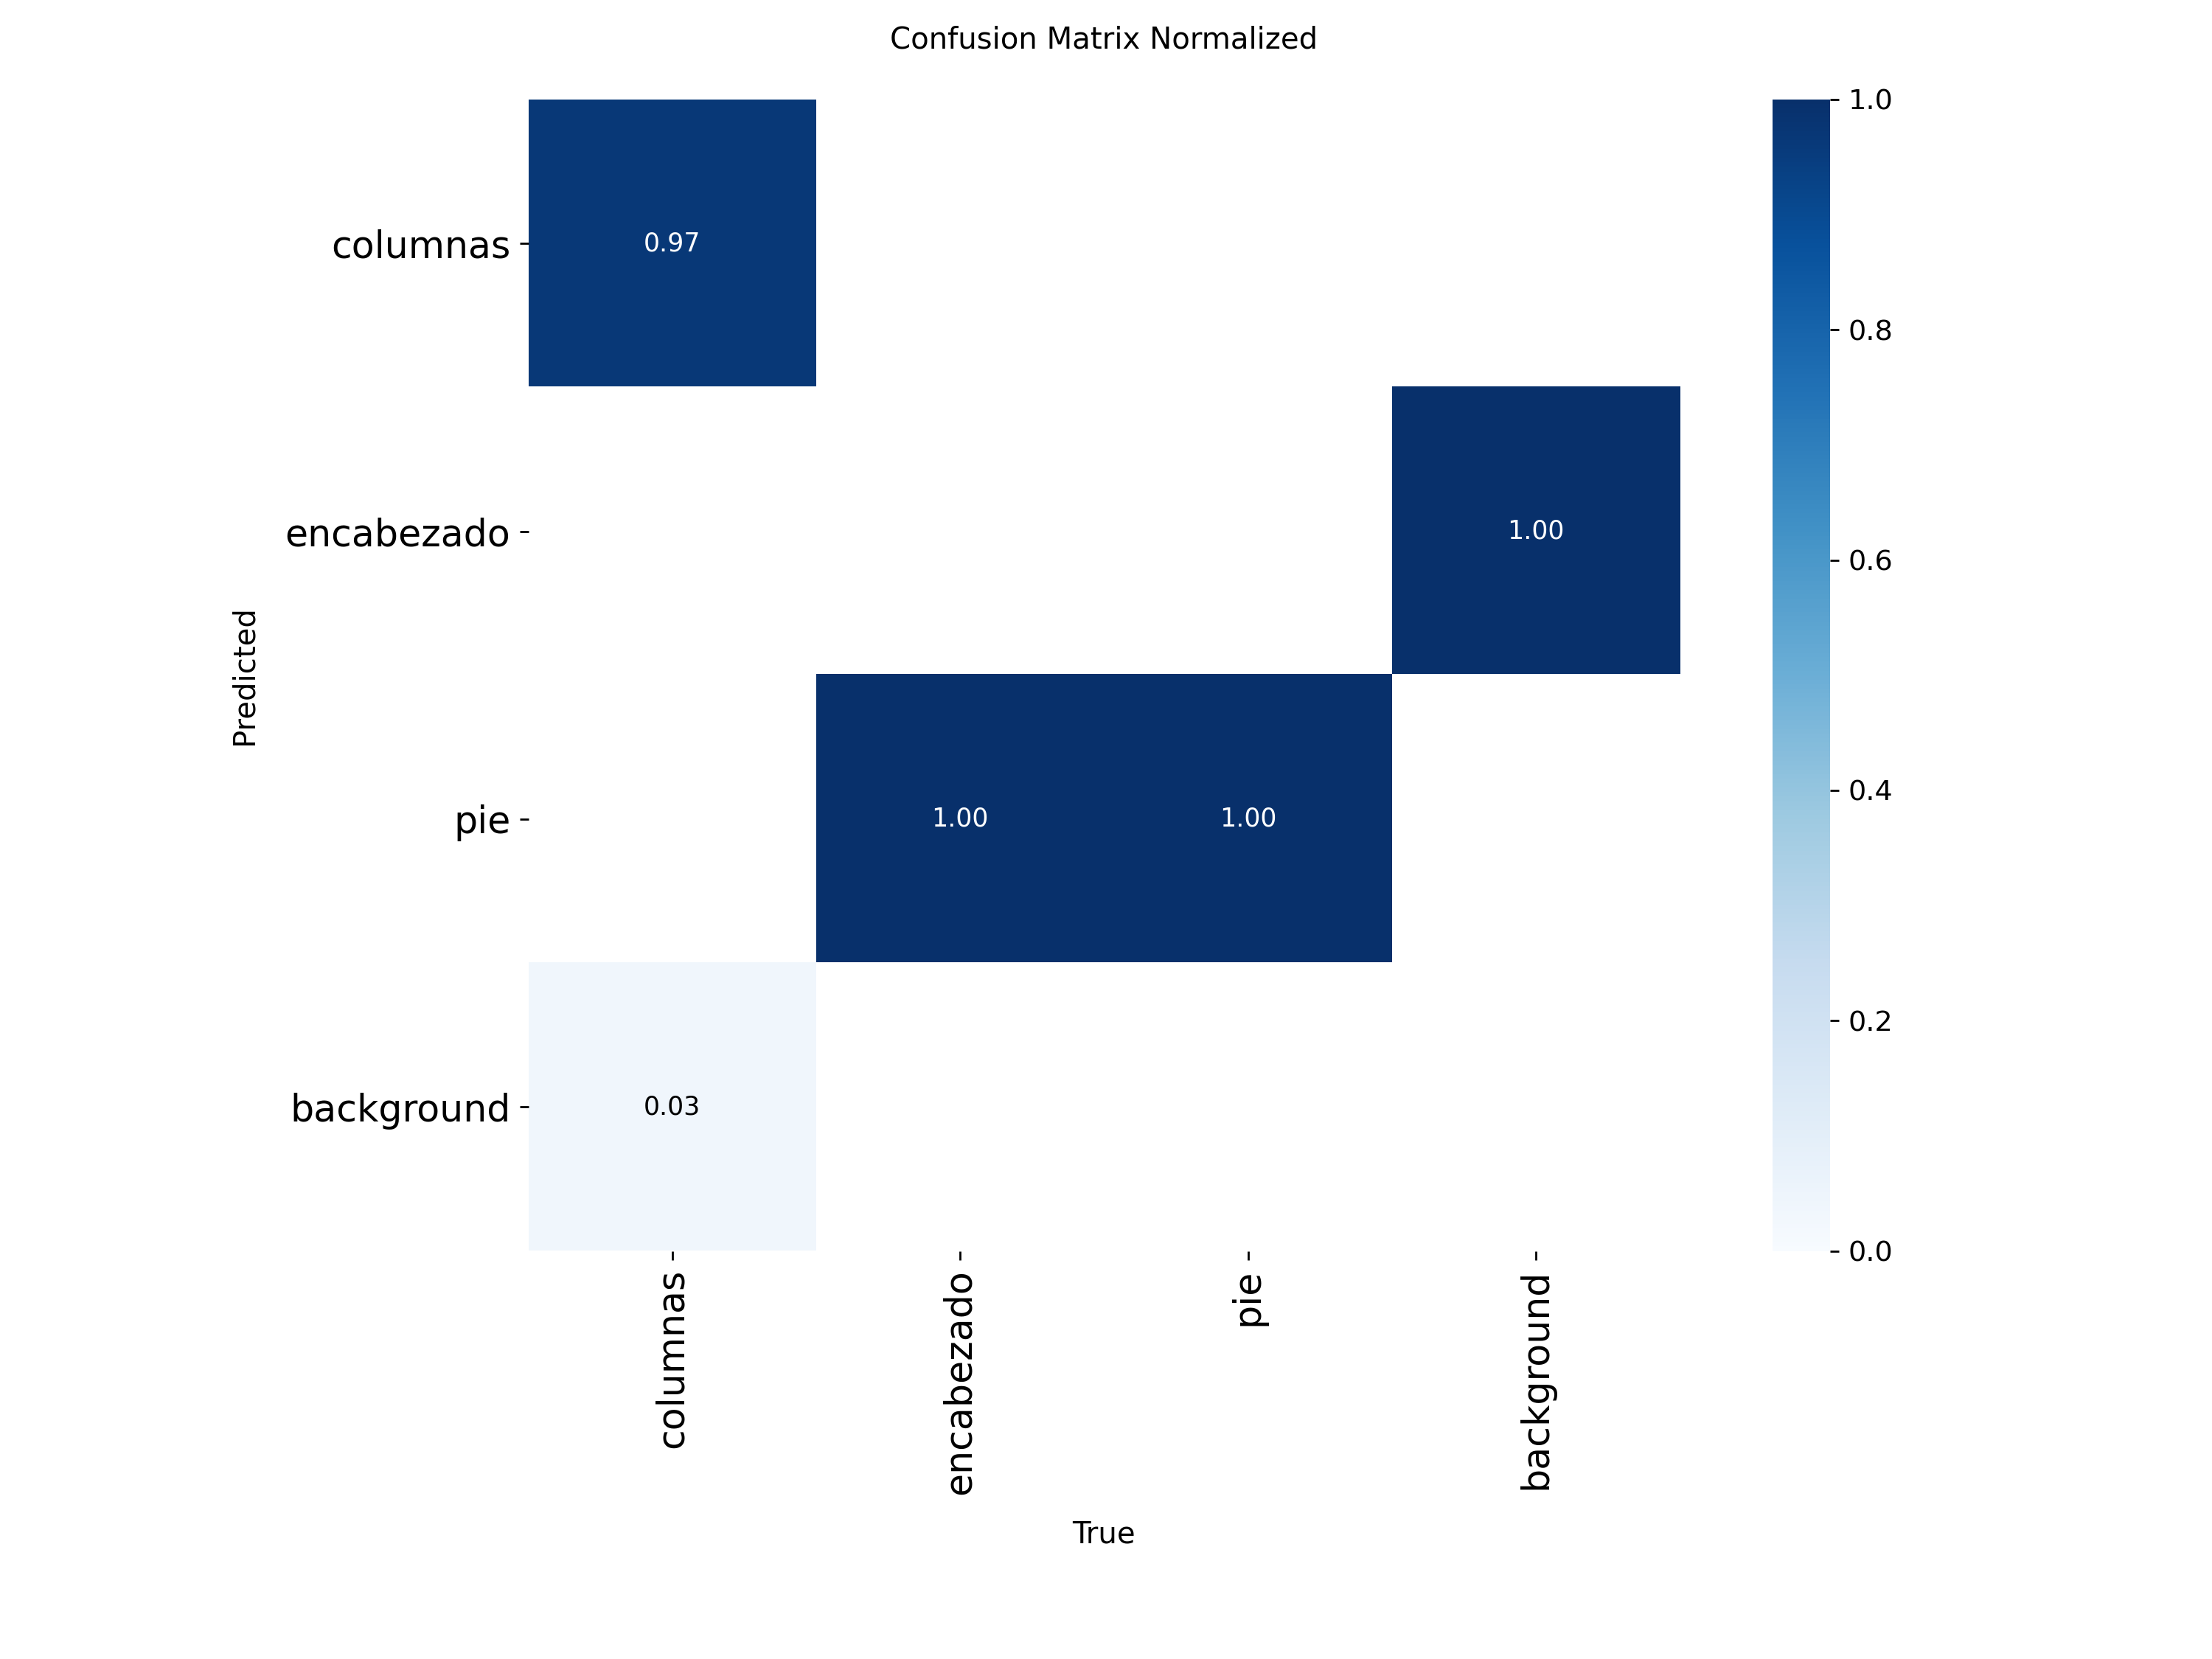 Confusion Matrix Normalized
columnas
encabezado
pie
background
Predicted
0.97
1.00
1.00
1.00
0.03
columnas
encabezado
pie
background
True
1.0
0.8
0.6
0.4
0.2
0.0